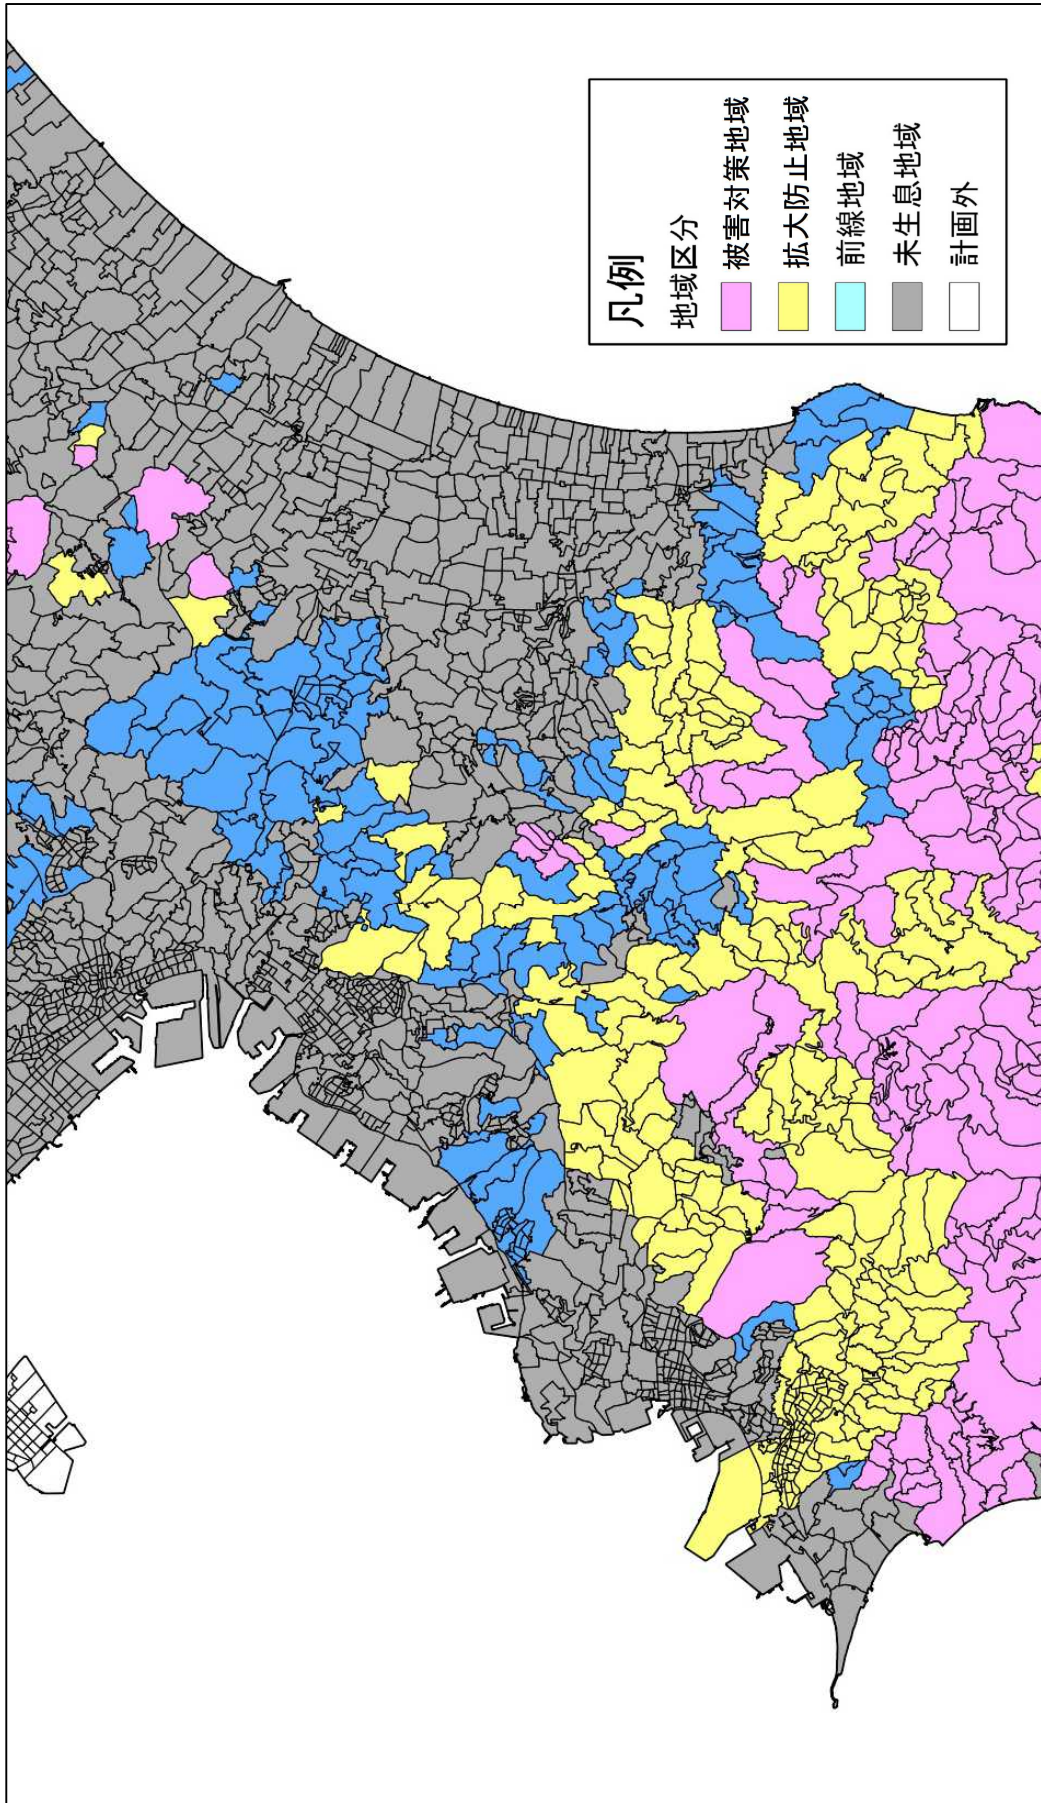 凡例
地域区分
被害対策地域
拡大防止地域
前線地域
未生息地域
計画外